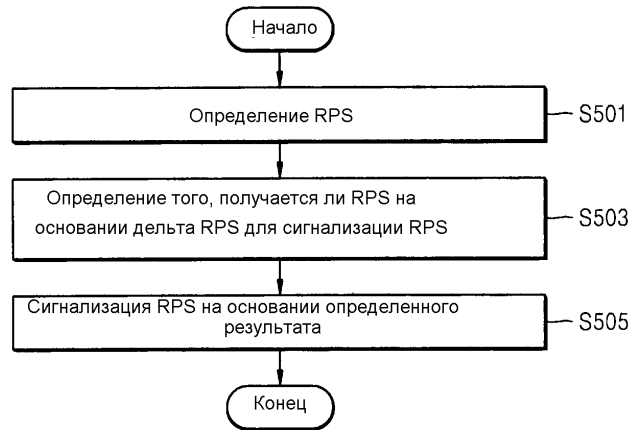 Начало
Определение RPS
S501
Определение того, получается ли RPS на
основании дельта RPS для сигнализации RPS
S503
Сигнализация RPS на основании определенного
результата
S505
Конец